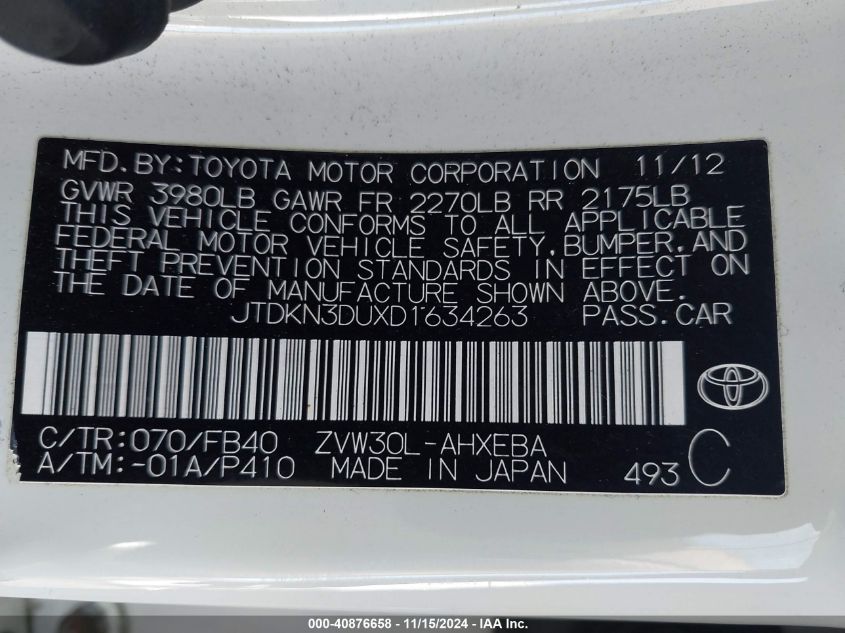 MFD.BY:TOYOTA MOTOR CORPORATION 11/12
GVWR 3980LB GAWR FR 2270LB RR 2175LB
THIS VEHICLE CONFORMS TO ALL APPLICABLE
FEDERAL MOTOR VEHICLE SAFETY,BUMPER,AND
THEFT PREVENTION STANDARDS IN EFFECT ON
THE DATE OF MANUFACTURE SHOWN ABOVE.
JTDKN3DUXD1634263 PASS.CAR
C/TR:070/FB40 ZVW30L-AHXEBA
A/TM:-01A/P410 MADE IN JAPAN 493 C
000-40876658 - 11/15/2024 - IAA Inc.